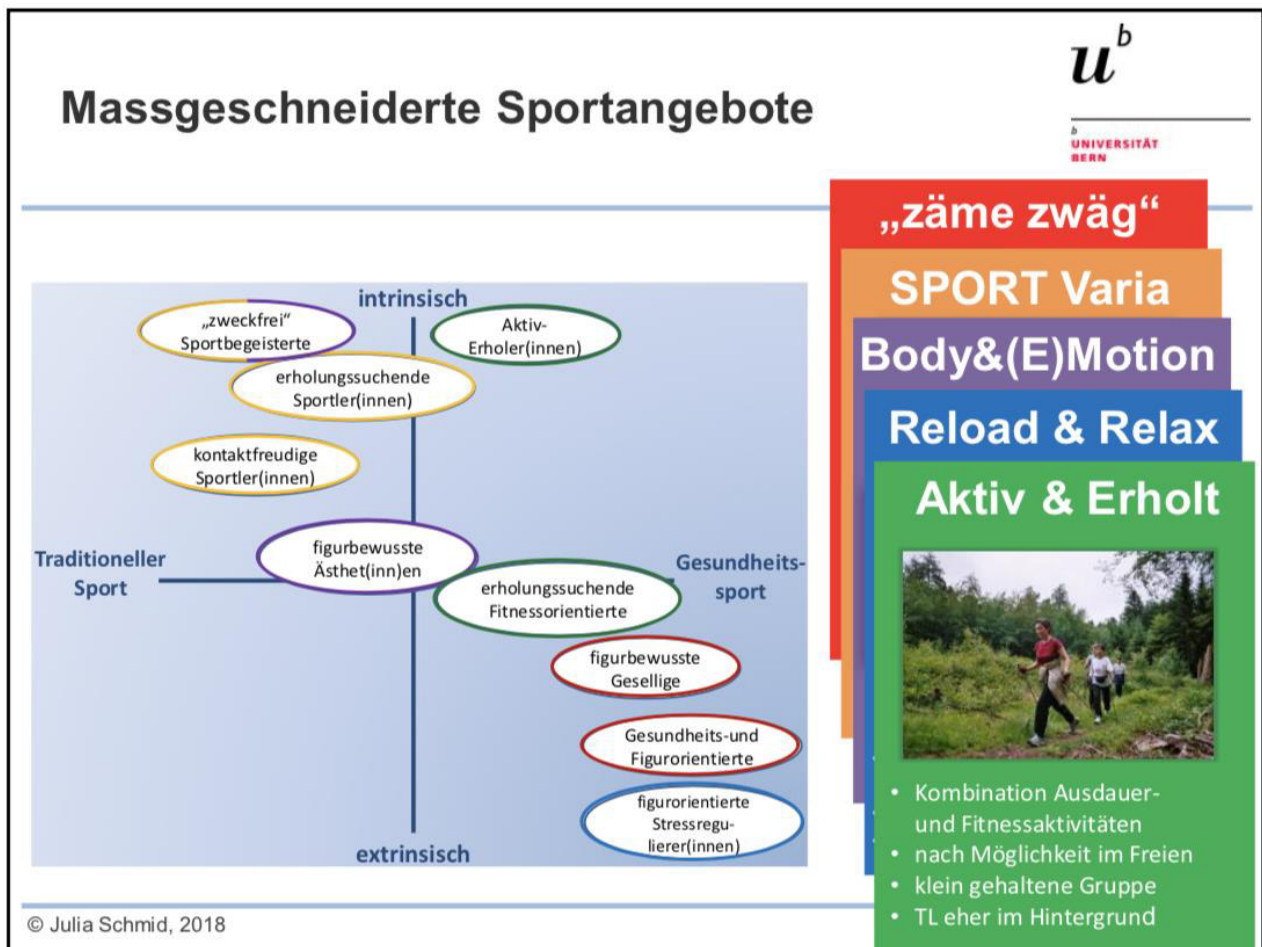 Massgeschneiderte Sportangebote
u^b
b
UNIVERSITÄT
BERN
„zäme zwäg“
SPORT Varia
Body&(E)Motion
Reload & Relax
Aktiv & Erholt
intrinsisch
„zweckfrei“
Sportbegeisterte
Aktiv-
Erholer(innen)
erholungssuchende
Sportler(innen)
kontaktfreudige
Sportler(innen)
Traditioneller
Sport
figurbewusste
Ästhet(inn)en
Gesundheits-
sport
erholungssuchende
Fitnessorientierte
figurbewusste
Gesellige
Gesundheits-und
Figurorientierte
figurorientierte
Stressregu-
lierer(innen)
extrinsisch
• Kombination Ausdauer-
und Fitnessaktivitäten
• nach Möglichkeit im Freien
• klein gehaltene Gruppe
• TL eher im Hintergrund
© Julia Schmid, 2018